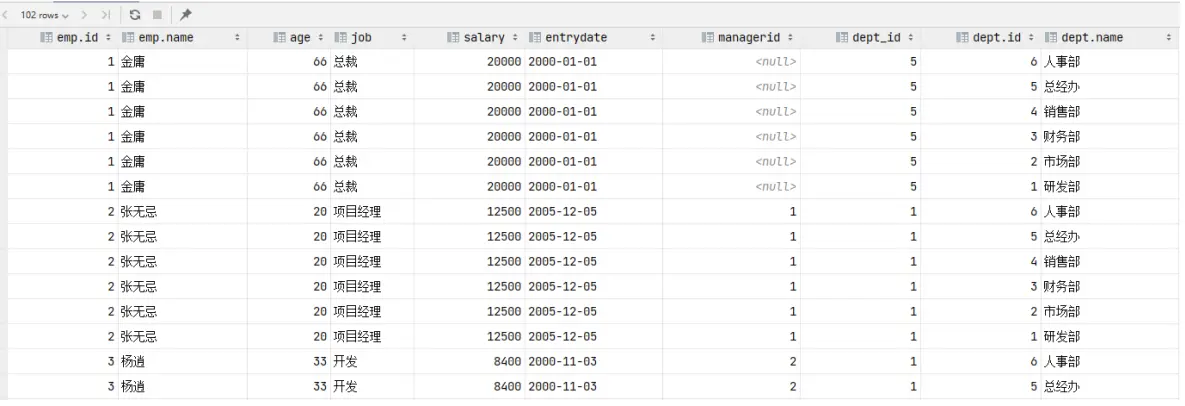 102 rows
emp.id emp.name age job salary entrydate managerid dept_id dept.id dept.name
1 金庸 66 总裁 20000 2000-01-01 <null> 5 6 人事部
1 金庸 66 总裁 20000 2000-01-01 <null> 5 5 总经办
1 金庸 66 总裁 20000 2000-01-01 <null> 5 4 销售部
1 金庸 66 总裁 20000 2000-01-01 <null> 5 3 财务部
1 金庸 66 总裁 20000 2000-01-01 <null> 5 2 市场部
1 金庸 66 总裁 20000 2000-01-01 <null> 5 1 研发部
2 张无忌 20 项目经理 12500 2005-12-05 1 1 6 人事部
2 张无忌 20 项目经理 12500 2005-12-05 1 1 5 总经办
2 张无忌 20 项目经理 12500 2005-12-05 1 1 4 销售部
2 张无忌 20 项目经理 12500 2005-12-05 1 1 3 财务部
2 张无忌 20 项目经理 12500 2005-12-05 1 1 2 市场部
2 张无忌 20 项目经理 12500 2005-12-05 1 1 1 研发部
3 杨逍 33 开发 8400 2000-11-03 2 1 6 人事部
3 杨逍 33 开发 8400 2000-11-03 2 1 5 总经办